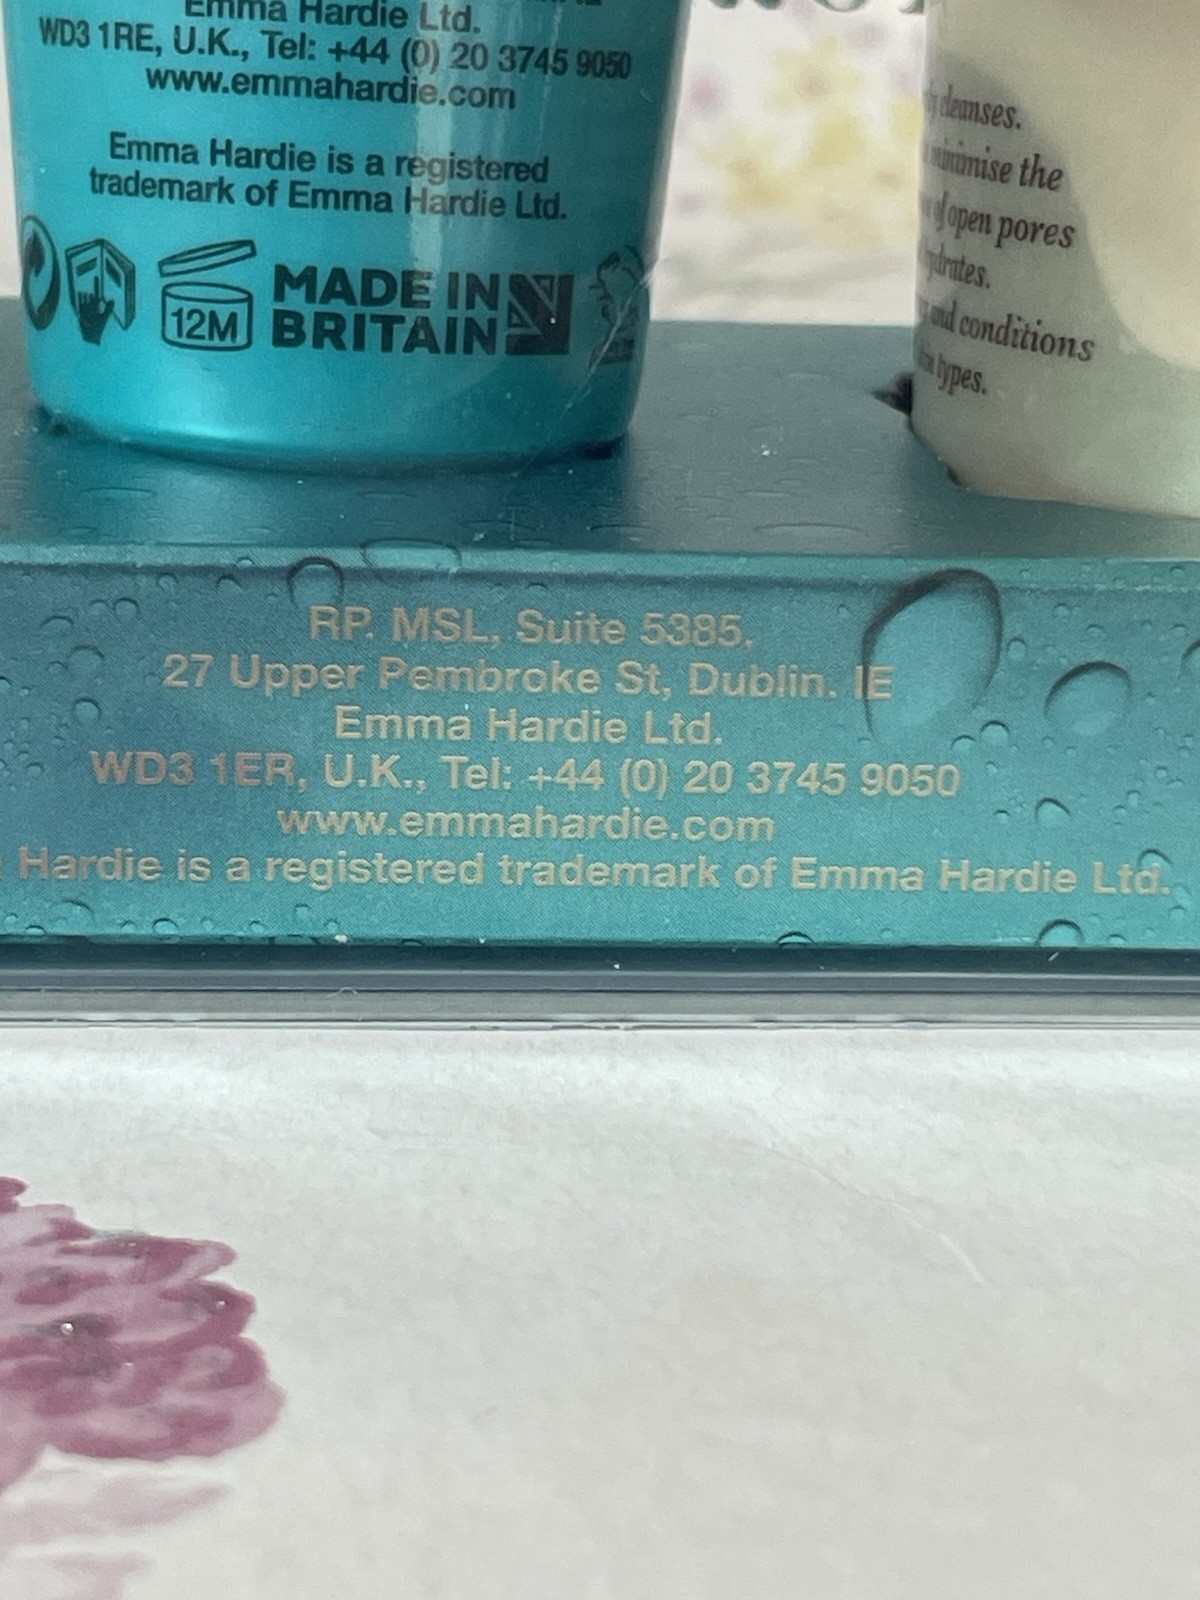 Emma Hardie Ltd.
WD3 1RE, U.K., Tel: +44 (0) 20 3745 9050
www.emmahardie.com
Emma Hardie is a registered
trademark of Emma Hardie Ltd.
12M
MADE IN
BRITAIN
cleanses.
minimise the
of open pores
and conditions
types.
RP. MSL, Suite 5385,
27 Upper Pembroke St, Dublin. IE
Emma Hardie Ltd.
WD3 1ER, U.K., Tel: +44 (0) 20 3745 9050
www.emmahardie.com
Hardie is a registered trademark of Emma Hardie Ltd.